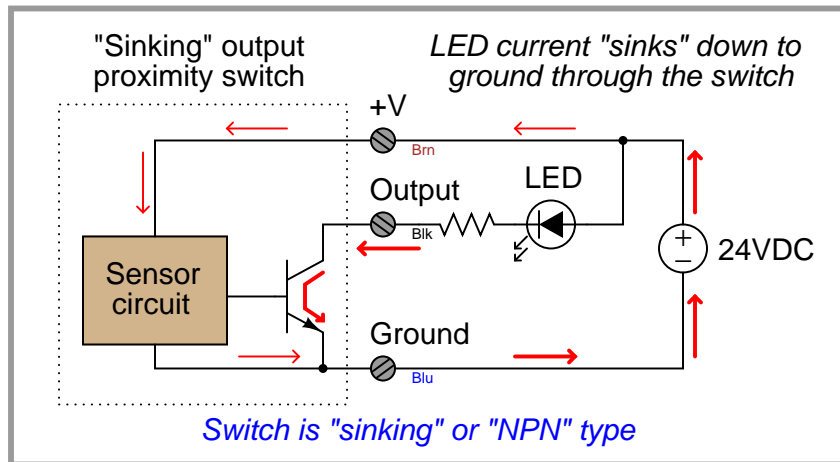 "Sinking" output
proximity switch
LED current "sinks" down to
ground through the switch
+V
Brn
Output
LED
Blk
+
−
24VDC
Sensor
circuit
Ground
Blu
Switch is "sinking" or "NPN" type